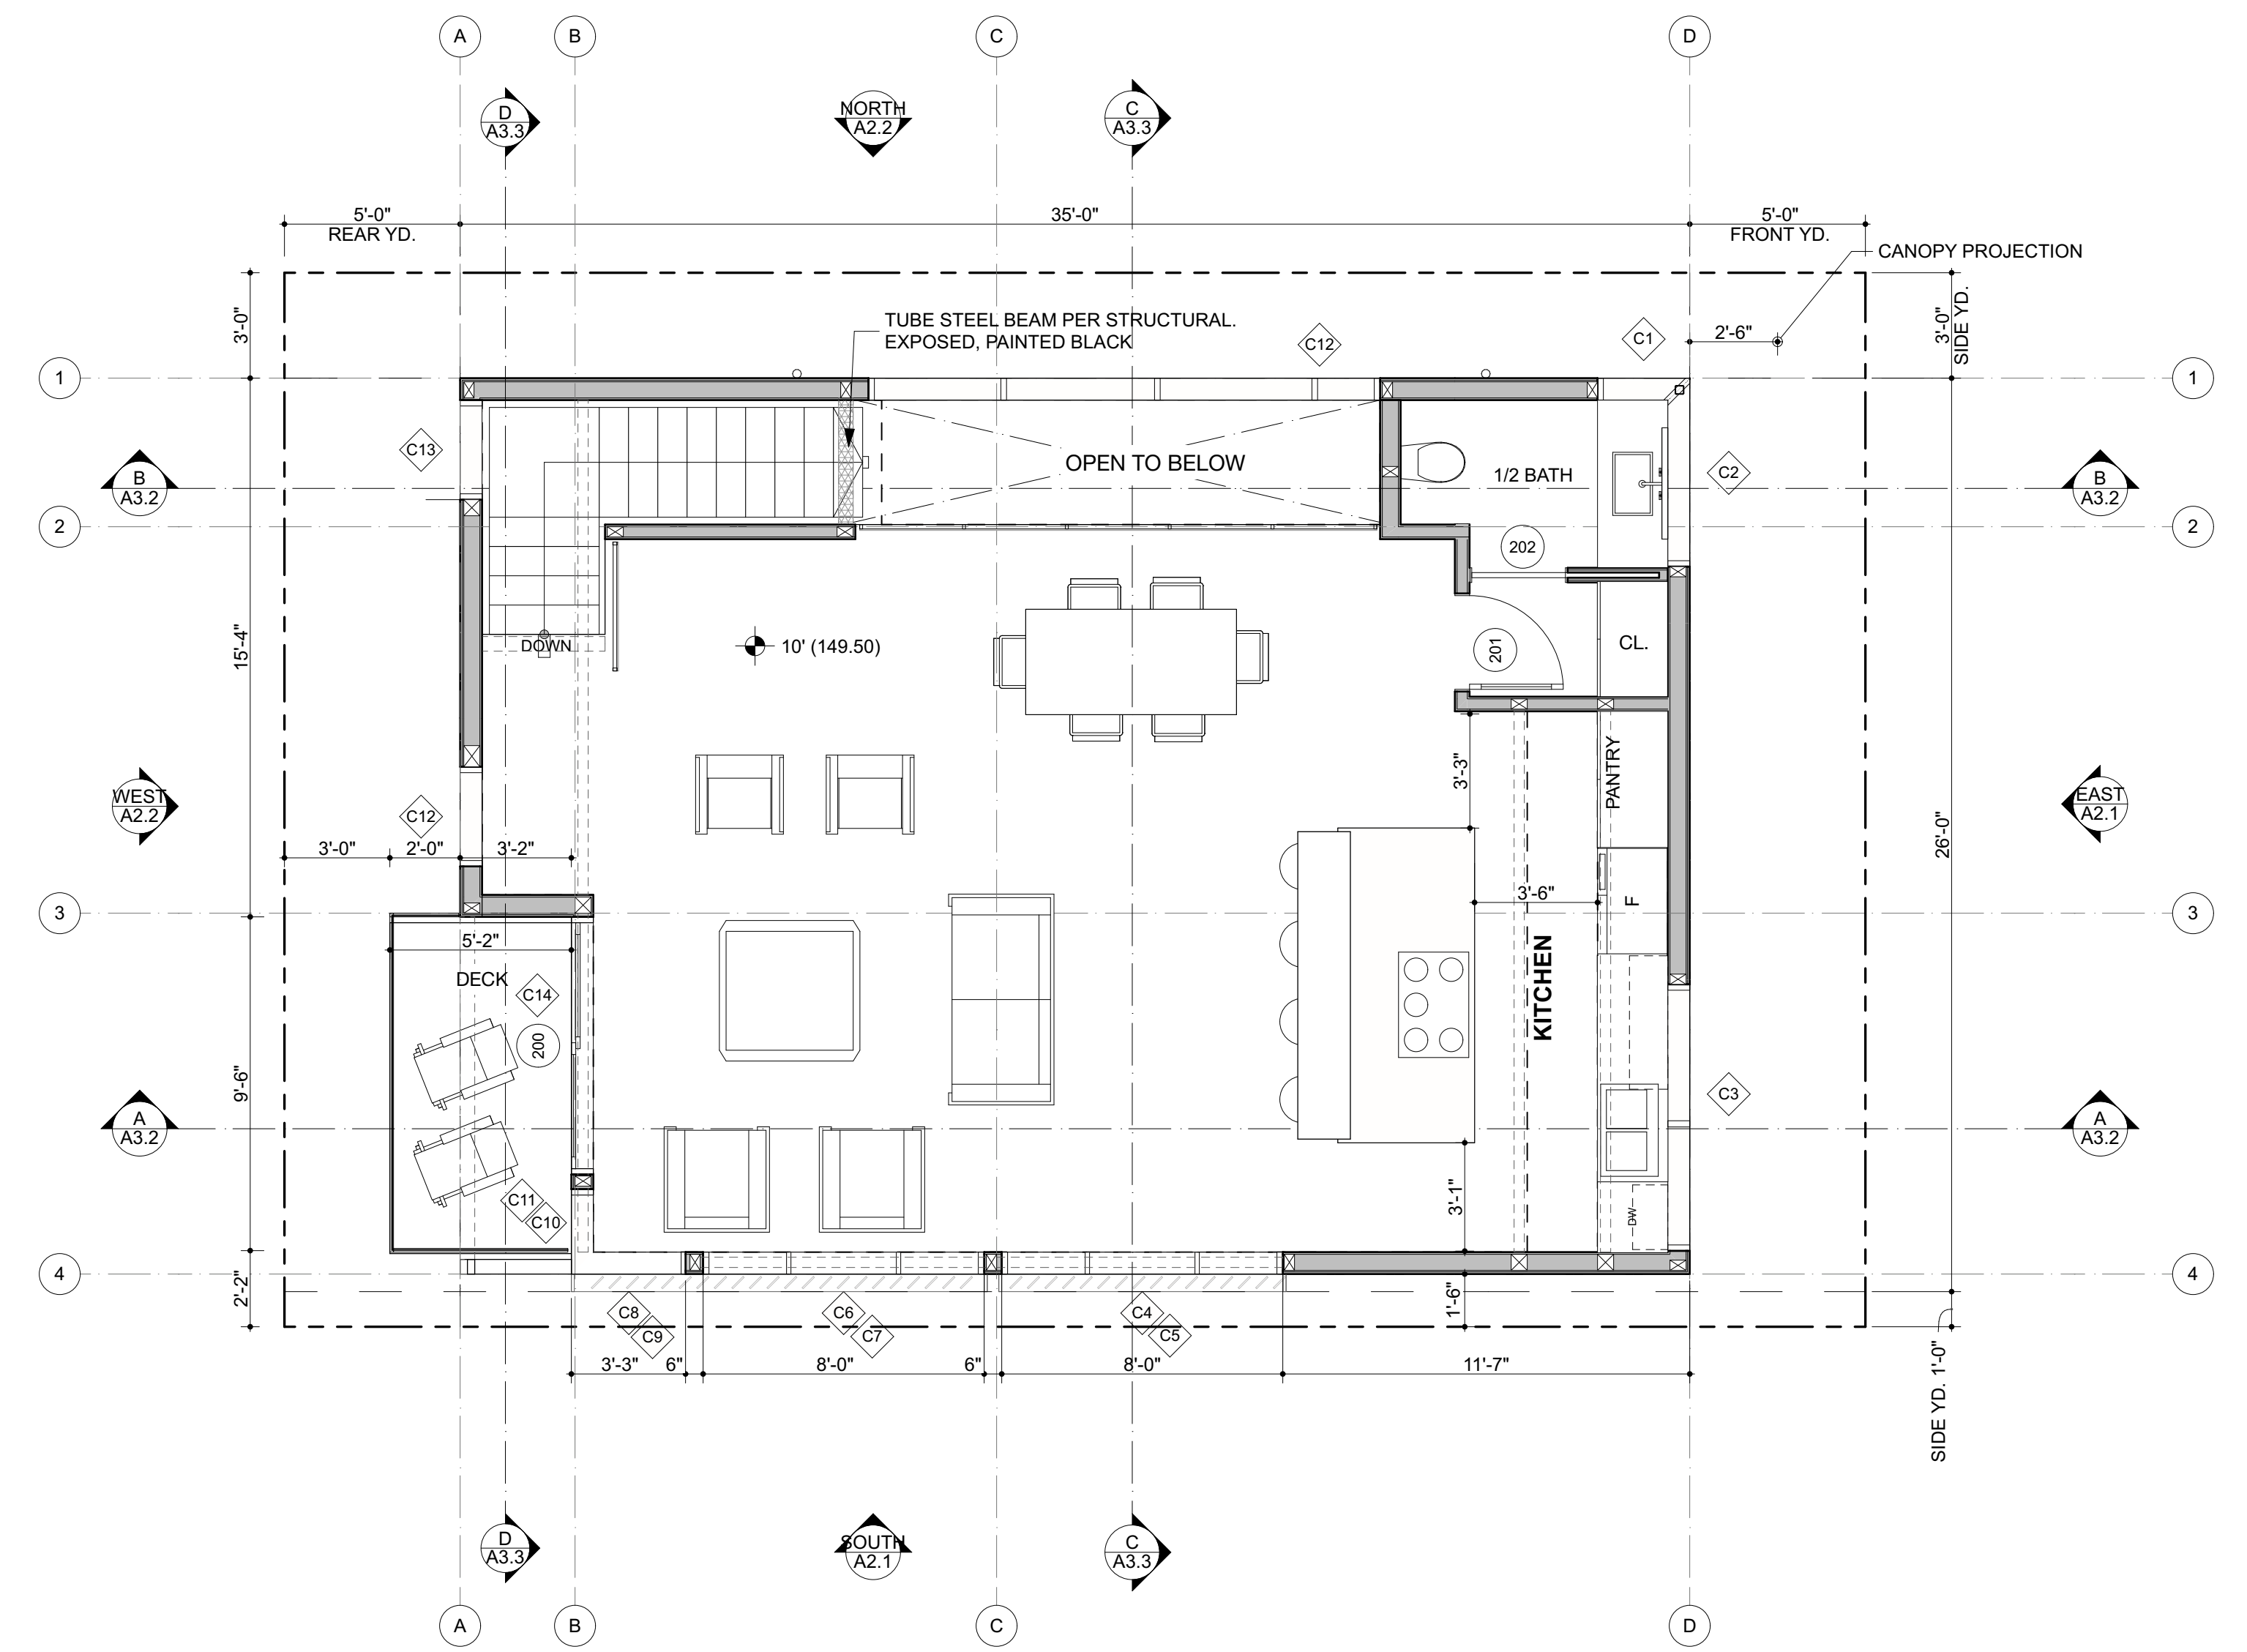 A
B
C
D
D
A3.3
NORTH
A2.2
C
A3.3
5'-0"
REAR YD.
35'-0"
5'-0"
FRONT YD.
CANOPY PROJECTION
3'-0"
TUBE STEEL BEAM PER STRUCTURAL.
EXPOSED, PAINTED BLACK
C12
C1
2'-6"
3'-0"
SIDE YD.
1
1
C13
B
A3.2
OPEN TO BELOW
1/2 BATH
C2
B
A3.2
2
2
202
15'-4"
DOWN
10' (149.50)
201
CL.
WEST
A2.2
C12
3'-3"
PANTRY
EAST
A2.1
26'-0"
3'-0"
2'-0"
3'-2"
3'-6"
F
3
3
5'-2"
DECK
C14
200
KITCHEN
9'-6"
A
A3.2
C3
A
A3.2
C11
C10
3'-1"
DW
4
4
2'-2"
C8
C9
C6
C7
C4
C5
1'-6"
3'-3"
6"
8'-0"
6"
8'-0"
11'-7"
SIDE YD. 1'-0"
D
A3.3
SOUTH
A2.1
C
A3.3
A
B
C
D